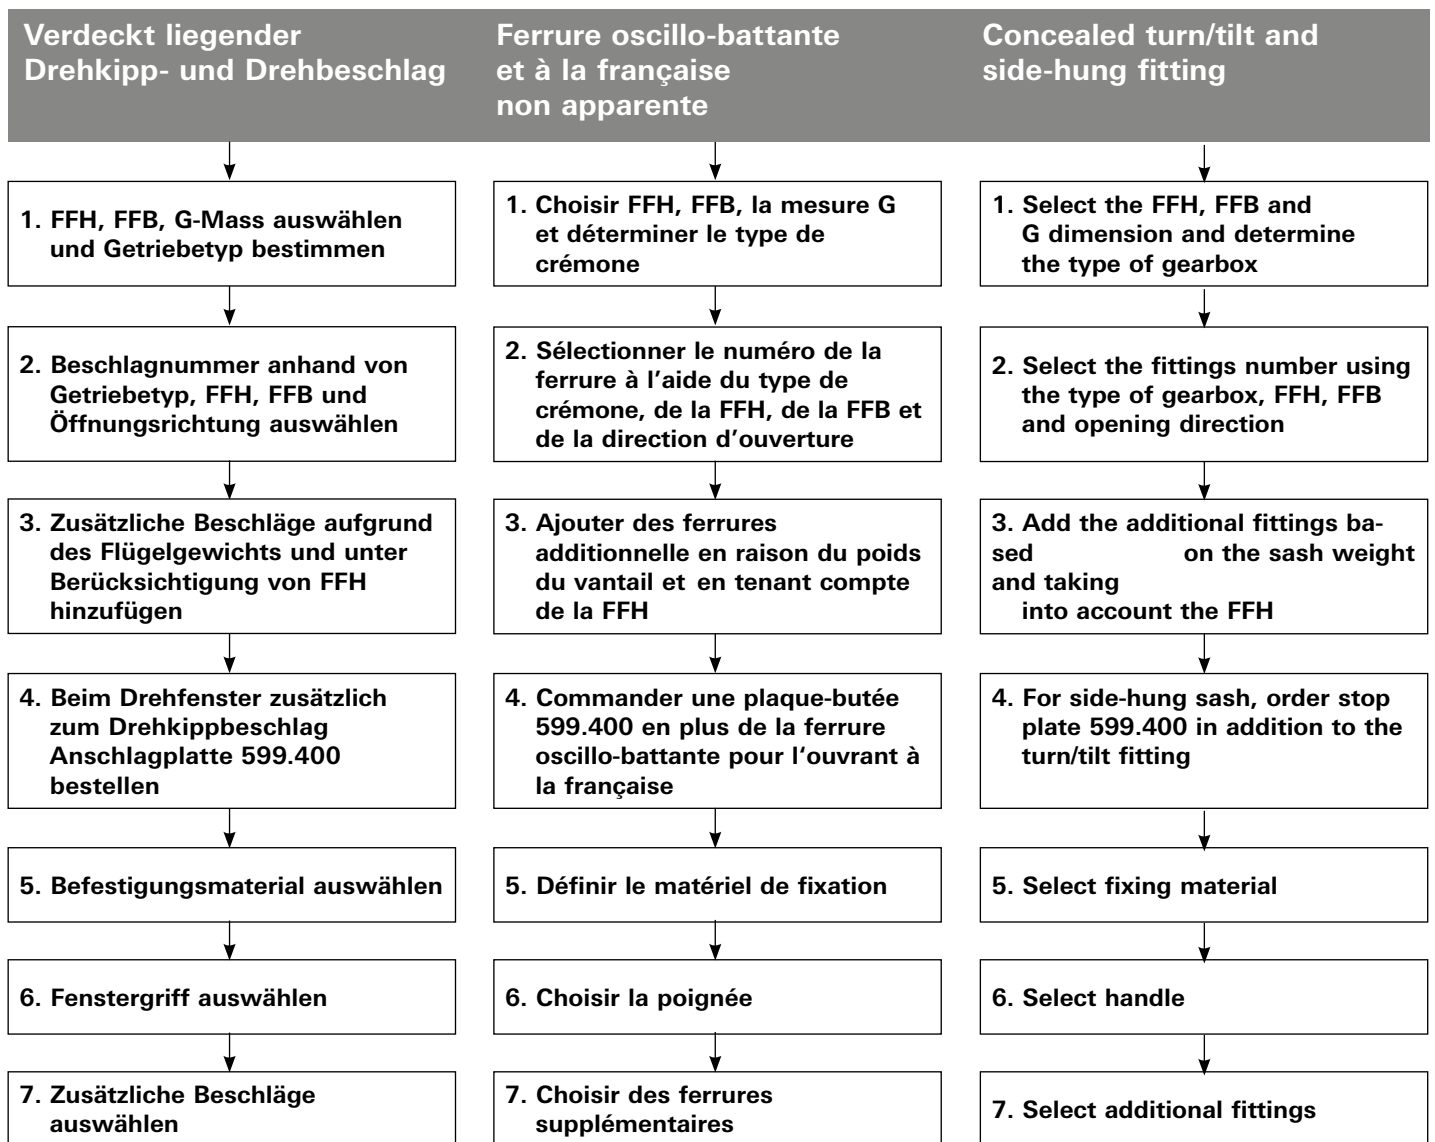 Verdeckt liegender
Drehkipp- und Drehbeschlag
1. FFH, FFB, G-Mass auswählen
und Getriebetyp bestimmen
2. Beschlagnummer anhand von
Getriebetyp, FFH, FFB und
Öffnungsrichtung auswählen
3. Zusätzliche Beschläge aufgrund
des Flügelgewichts und unter
Berücksichtigung von FFH
hinzufügen
4. Beim Drehfenster zusätzlich
zum Drehkippbeschlag
Anschlagplatte 599.400
bestellen
5. Befestigungsmaterial auswählen
6. Fenstergriff auswählen
7. Zusätzliche Beschläge
auswählen
Ferrure oscillo-battante
et à la française
non apparente
1. Choisir FFH, FFB, la mesure G
et déterminer le type de
crémone
2. Sélectionner le numéro de la
ferrure à l’aide du type de
crémone, de la FFH, de la FFB et
de la direction d’ouverture
3. Ajouter des ferrures
additionnelle en raison du poids
du vantail et en tenant compte
de la FFH
4. Commander une plaque-butée
599.400 en plus de la ferrure
oscillo-battante pour l‘ouvrant à
la française
5. Définir le matériel de fixation
6. Choisir la poignée
7. Choisir des ferrures
supplémentaires
Concealed turn/tilt and
side-hung fitting
1. Select the FFH, FFB and
G dimension and determine
the type of gearbox
2. Select the fittings number using
the type of gearbox, FFH, FFB
and opening direction
3. Add the additional fittings ba-
sed on the sash weight
and taking
into account the FFH
4. For side-hung sash, order stop
plate 599.400 in addition to the
turn/tilt fitting
5. Select fixing material
6. Select handle
7. Select additional fittings